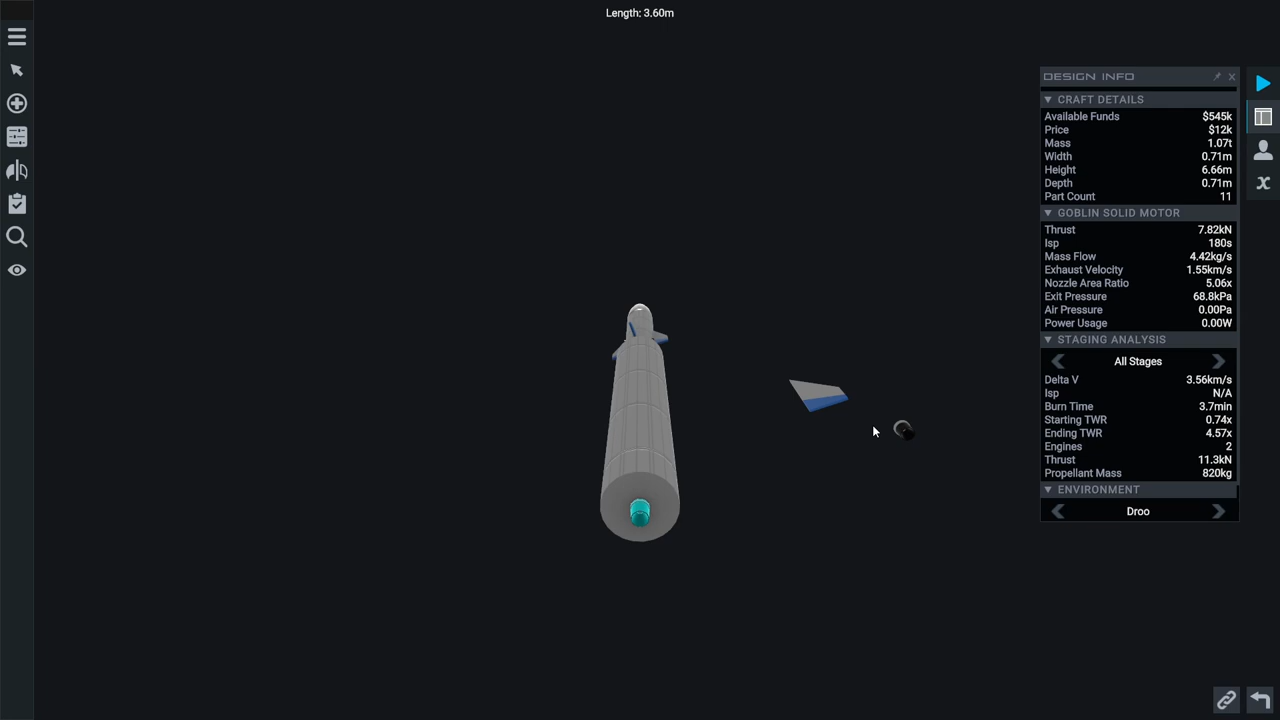 Length: 3.60m
DESIGN INFO
CRAFT DETAILS
Available Funds $545k
Price $12k
Mass 1.07t
Width 0.71m
Height 6.66m
Depth 0.71m
Part Count 11
GOBLIN SOLID MOTOR
Thrust 7.82kN
Isp 180s
Mass Flow 4.42kg/s
Exhaust Velocity 1.55km/s
Nozzle Area Ratio 5.06x
Exit Pressure 68.8kPa
Air Pressure 0.00Pa
Power Usage 0.00W
STAGING ANALYSIS
All Stages
Delta V 3.56km/s
Isp N/A
Burn Time 3.7min
Starting TWR 0.74x
Ending TWR 4.57x
Engines 2
Thrust 11.3kN
Propellant Mass 820kg
ENVIRONMENT
Droo